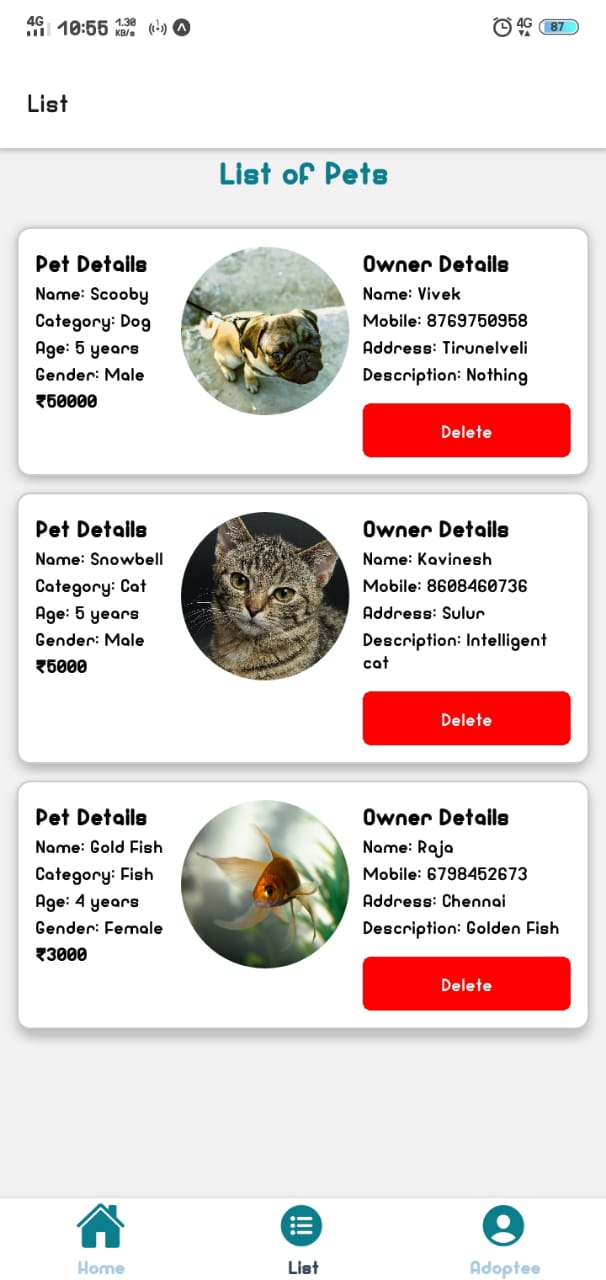 4G 10:55 1.30 KB/s 4G 87
List
List of Pets
Pet Details
Name: Scooby
Category: Dog
Age: 5 years
Gender: Male
₹50000
Owner Details
Name: Vivek
Mobile: 8769750958
Address: Tirunelveli
Description: Nothing
Delete
Pet Details
Name: Snowbell
Category: Cat
Age: 5 years
Gender: Male
₹5000
Owner Details
Name: Kavinesh
Mobile: 8608460736
Address: Sulur
Description: Intelligent
cat
Delete
Pet Details
Name: Gold Fish
Category: Fish
Age: 4 years
Gender: Female
₹3000
Owner Details
Name: Raja
Mobile: 6798452673
Address: Chennai
Description: Golden Fish
Delete
Home List Adoptee